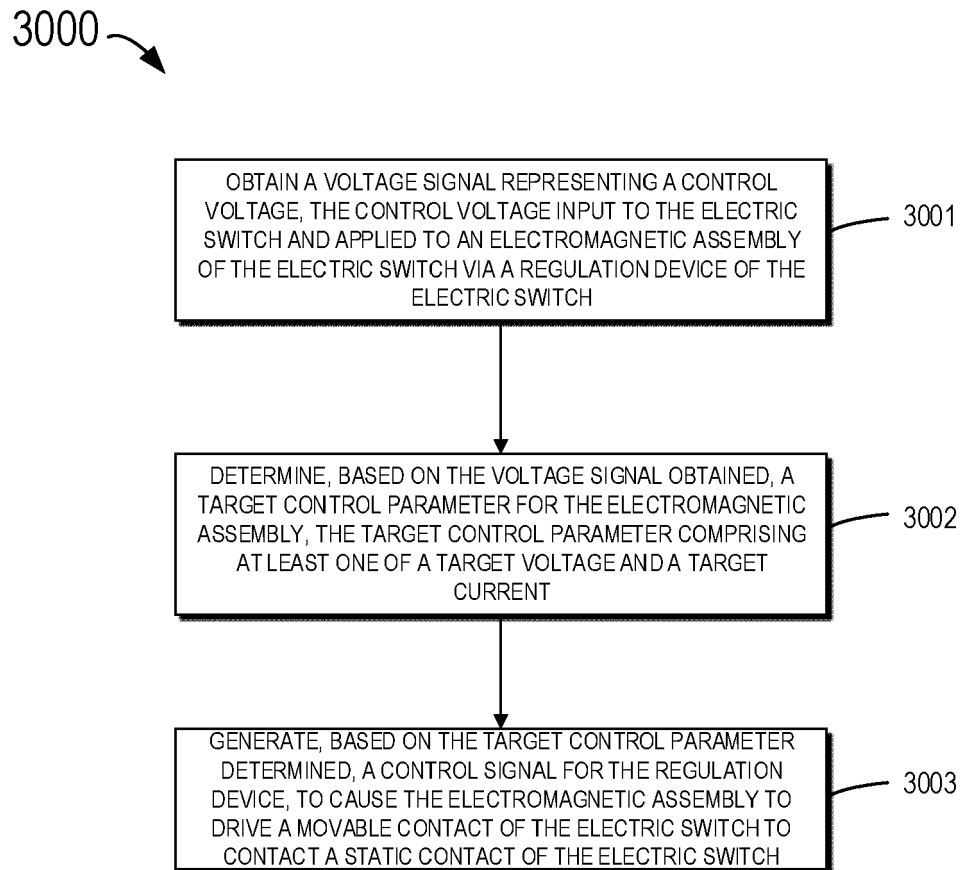 3000
OBTAIN A VOLTAGE SIGNAL REPRESENTING A CONTROL
VOLTAGE, THE CONTROL VOLTAGE INPUT TO THE ELECTRIC
SWITCH AND APPLIED TO AN ELECTROMAGNETIC ASSEMBLY
OF THE ELECTRIC SWITCH VIA A REGULATION DEVICE OF THE
ELECTRIC SWITCH
3001
DETERMINE, BASED ON THE VOLTAGE SIGNAL OBTAINED, A
TARGET CONTROL PARAMETER FOR THE ELECTROMAGNETIC
ASSEMBLY, THE TARGET CONTROL PARAMETER COMPRISING
AT LEAST ONE OF A TARGET VOLTAGE AND A TARGET
CURRENT
3002
GENERATE, BASED ON THE TARGET CONTROL PARAMETER
DETERMINED, A CONTROL SIGNAL FOR THE REGULATION
DEVICE, TO CAUSE THE ELECTROMAGNETIC ASSEMBLY TO
DRIVE A MOVABLE CONTACT OF THE ELECTRIC SWITCH TO
CONTACT A STATIC CONTACT OF THE ELECTRIC SWITCH
3003